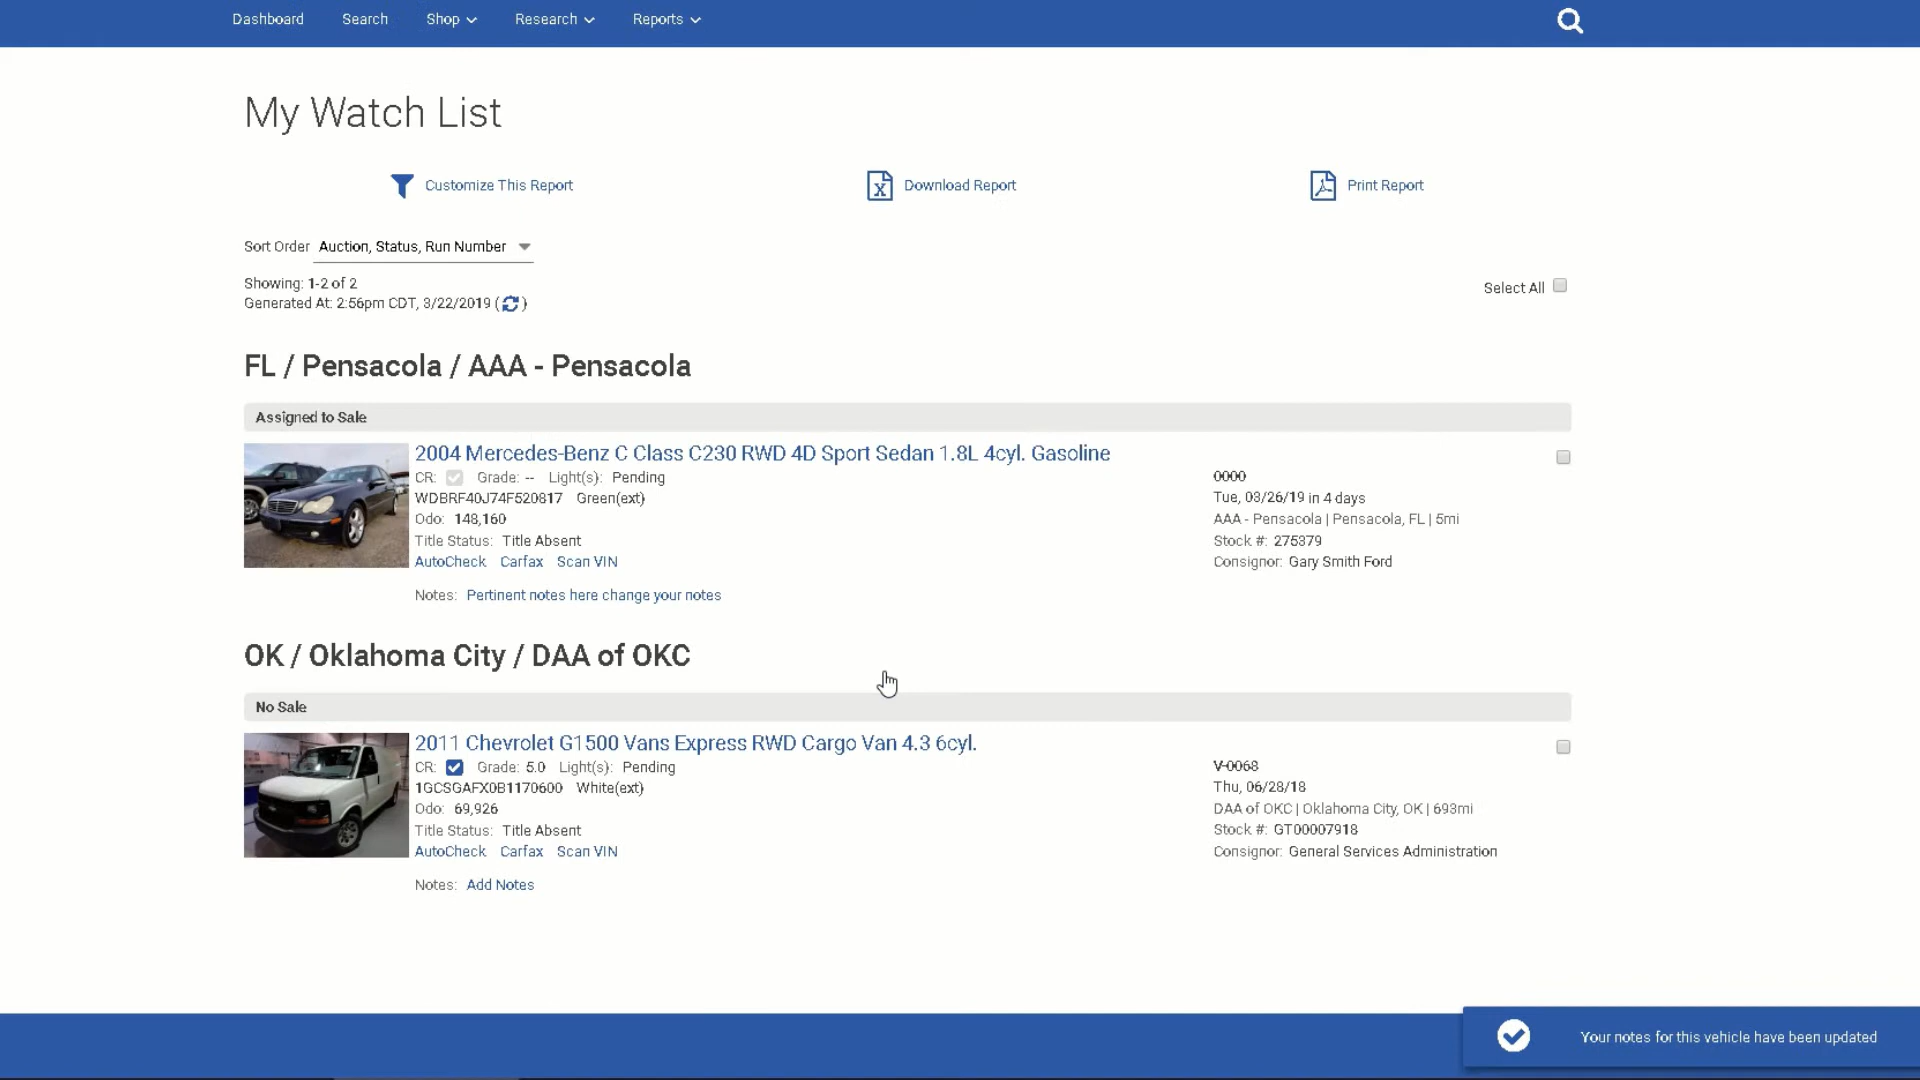 Dashboard Search Shop Research Reports
My Watch List
Customize This Report Download Report Print Report
Sort Order Auction, Status, Run Number
Showing: 1-2 of 2
Generated At: 2:56pm CDT, 3/22/2019 ( )
Select All
FL / Pensacola / AAA - Pensacola
Assigned to Sale
2004 Mercedes-Benz C Class C230 RWD 4D Sport Sedan 1.8L 4cyl. Gasoline
CR: Grade: -- Light(s): Pending
WDBRF40J74F520817 Green(ext)
Odo: 148,160
Title Status: Title Absent
AutoCheck Carfax Scan VIN
Notes: Pertinent notes here change your notes
0000
Tue, 03/26/19 in 4 days
AAA - Pensacola | Pensacola, FL | 5mi
Stock #: 275379
Consignor: Gary Smith Ford
OK / Oklahoma City / DAA of OKC
No Sale
2011 Chevrolet G1500 Vans Express RWD Cargo Van 4.3 6cyl.
CR: Grade: 5.0 Light(s): Pending
1GCSGAFX0B1170600 White(ext)
Odo: 69,926
Title Status: Title Absent
AutoCheck Carfax Scan VIN
Notes: Add Notes
V-0068
Thu, 06/28/18
DAA of OKC | Oklahoma City, OK | 693mi
Stock #: GT00007918
Consignor: General Services Administration
Your notes for this vehicle have been updated